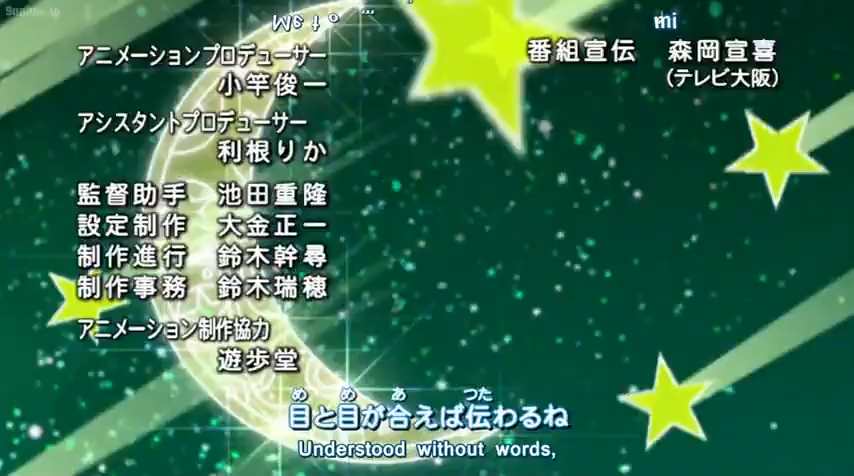 mi
アニメーションプロデューサー
小竿俊一
アシスタントプロデューサー
利根りか
監督助手 池田重隆
設定制作 大金正一
制作進行 鈴木幹尋
制作事務 鈴木瑞穂
アニメーション制作協力
遊歩堂
番組宣伝 森岡宣喜
(テレビ大阪)
め め あ つた
目と目が合えば伝わるね
Understood without words,